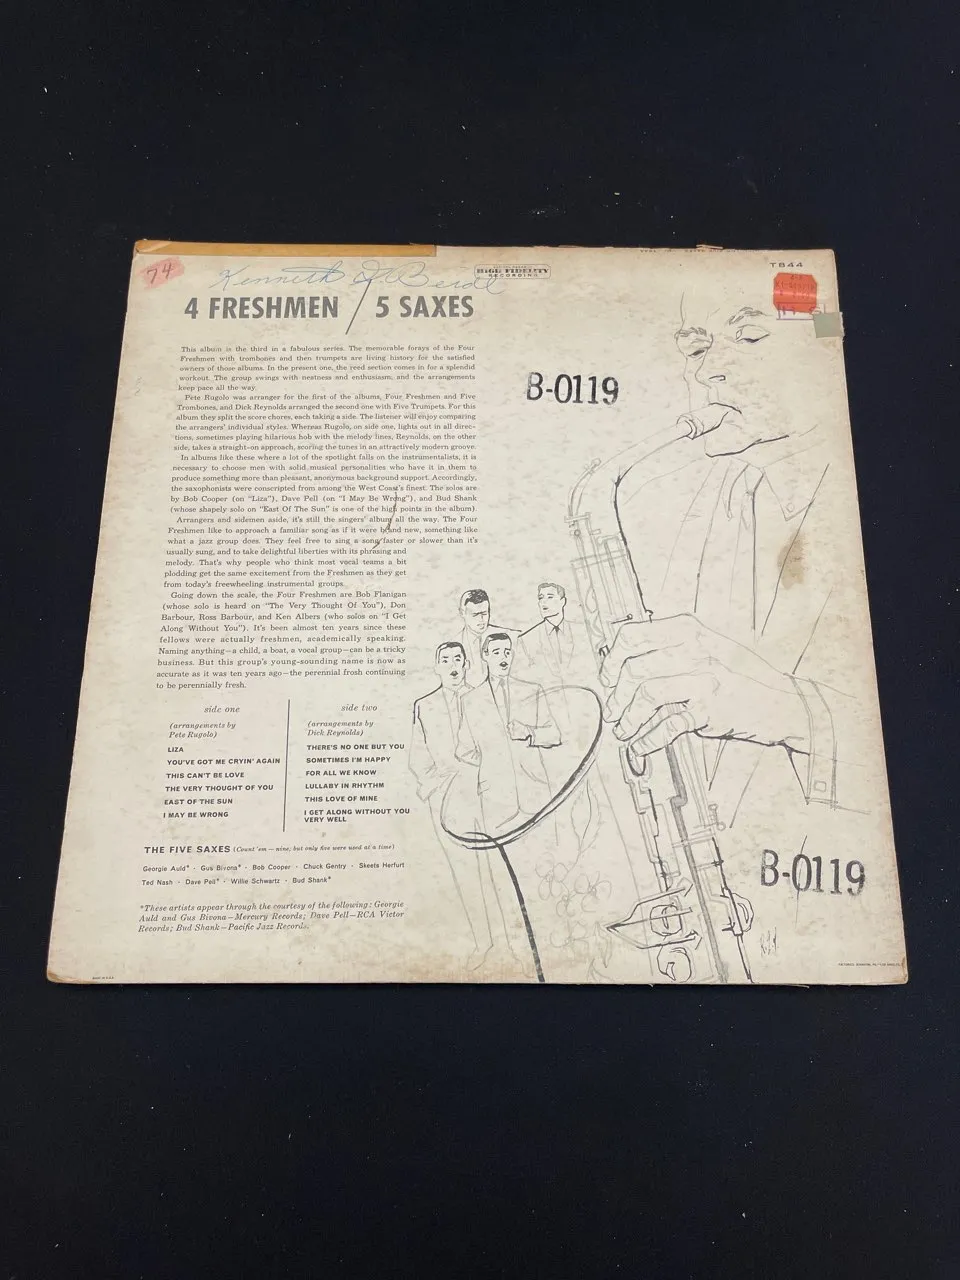 T844
74
Kenneth J.
HIGH FIDELITY
RECORDING
4 FRESHMEN / 5 SAXES
This album is the third in a fabulous series. The memorable forays of the Four
Freshmen with trombones and then trumpets are living history for the satisfied
owners of those albums. In the present one, the reed section comes in for a splendid
workout. The group swings with neatness and enthusiasm, and the arrangements
keep pace all the way.
Pete Rugolo was arranger for the first of the albums, Four Freshmen and Five
Trombones, and Dick Reynolds arranged the second one with Five Trumpets. For this
album they split the score chores, each taking a side. The listener will enjoy comparing
the arrangers' individual styles. Whereas Rugolo, on side one, lights out in all direc-
tions, sometimes playing hilarious hob with the melody lines, Reynolds, on the other
side, takes a straight-on approach, scoring the tunes in an attractively modern groove.
In albums like these where a lot of the spotlight falls on the instrumentalists, it is
necessary to choose men with solid musical personalities who have it in them to
produce something more than pleasant, anonymous background support. Accordingly,
the saxophonists were conscripted from among the West Coast's finest. The solos are
by Bob Cooper (on "Liza"), Dave Pell (on "I May Be Wrong"), and Bud Shank
(whose shapely solo on "East Of The Sun" is one of the high points in the album).
Arrangers and sidemen aside, it's still the singers' album all the way. The Four
Freshmen like to approach a familiar song as if it were brand new, something like
what a jazz group does. They feel free to sing a song faster or slower than it's
usually sung, and to take delightful liberties with its phrasing and
melody. That's why people who think most vocal teams a bit
plodding get the same excitement from the Freshmen as they get
from today's freewheeling instrumental groups.
Going down the scale, the Four Freshmen are Bob Flanigan
(whose solo is heard on "The Very Thought Of You"), Don
Barbour, Ross Barbour, and Ken Albers (who solos on "I Get
Along Without You"). It's been almost ten years since these
fellows were actually freshmen, academically speaking.
Naming anything—a child, a boat, a vocal group—can be a tricky
business. But this group's young-sounding name is now as
accurate as it was ten years ago—the perennial frosh continuing
to be perennially fresh.
B-0119
side one
(arrangements by
Pete Rugolo)
LIZA
YOU'VE GOT ME CRYIN' AGAIN
THIS CAN'T BE LOVE
THE VERY THOUGHT OF YOU
EAST OF THE SUN
I MAY BE WRONG
side two
(arrangements by
Dick Reynolds)
THERE'S NO ONE BUT YOU
SOMETIMES I'M HAPPY
FOR ALL WE KNOW
LULLABY IN RHYTHM
THIS LOVE OF MINE
I GET ALONG WITHOUT YOU
VERY WELL
THE FIVE SAXES (Count 'em — nine; but only five were used at a time)
Georgie Auld* · Gus Bivona* · Bob Cooper · Chuck Gentry · Skeets Herfurt
Ted Nash · Dave Pell* · Willie Schwartz · Bud Shank*
*These artists appear through the courtesy of the following: Georgie
Auld and Gus Bivona—Mercury Records; Dave Pell—RCA Victor
Records; Bud Shank—Pacific Jazz Records.
B-0119